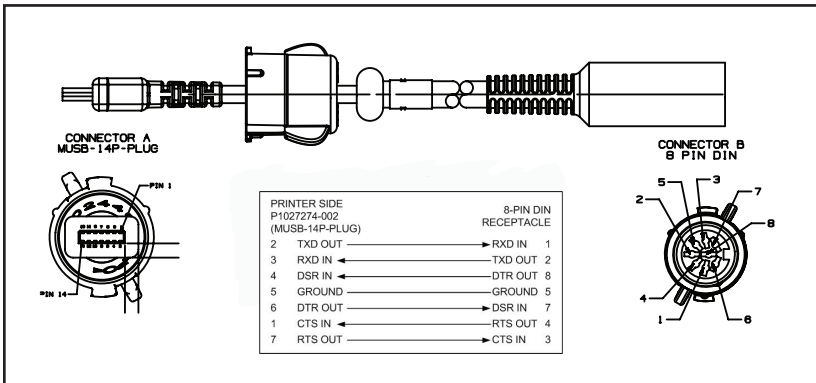 CONNECTOR A
MUSB-14P-PLUG
PIN 1
PIN 14
CONNECTOR B
8 PIN DIN
5
3
7
2
8
4
1
6
PRINTER SIDE
P1027274-002
(MUSB-14P-PLUG)
8-PIN DIN
RECEPTACLE
2 TXD OUT RXD IN 1
3 RXD IN TXD OUT 2
4 DSR IN DTR OUT 8
5 GROUND GROUND 5
6 DTR OUT DSR IN 7
1 CTS IN RTS OUT 4
7 RTS OUT CTS IN 3